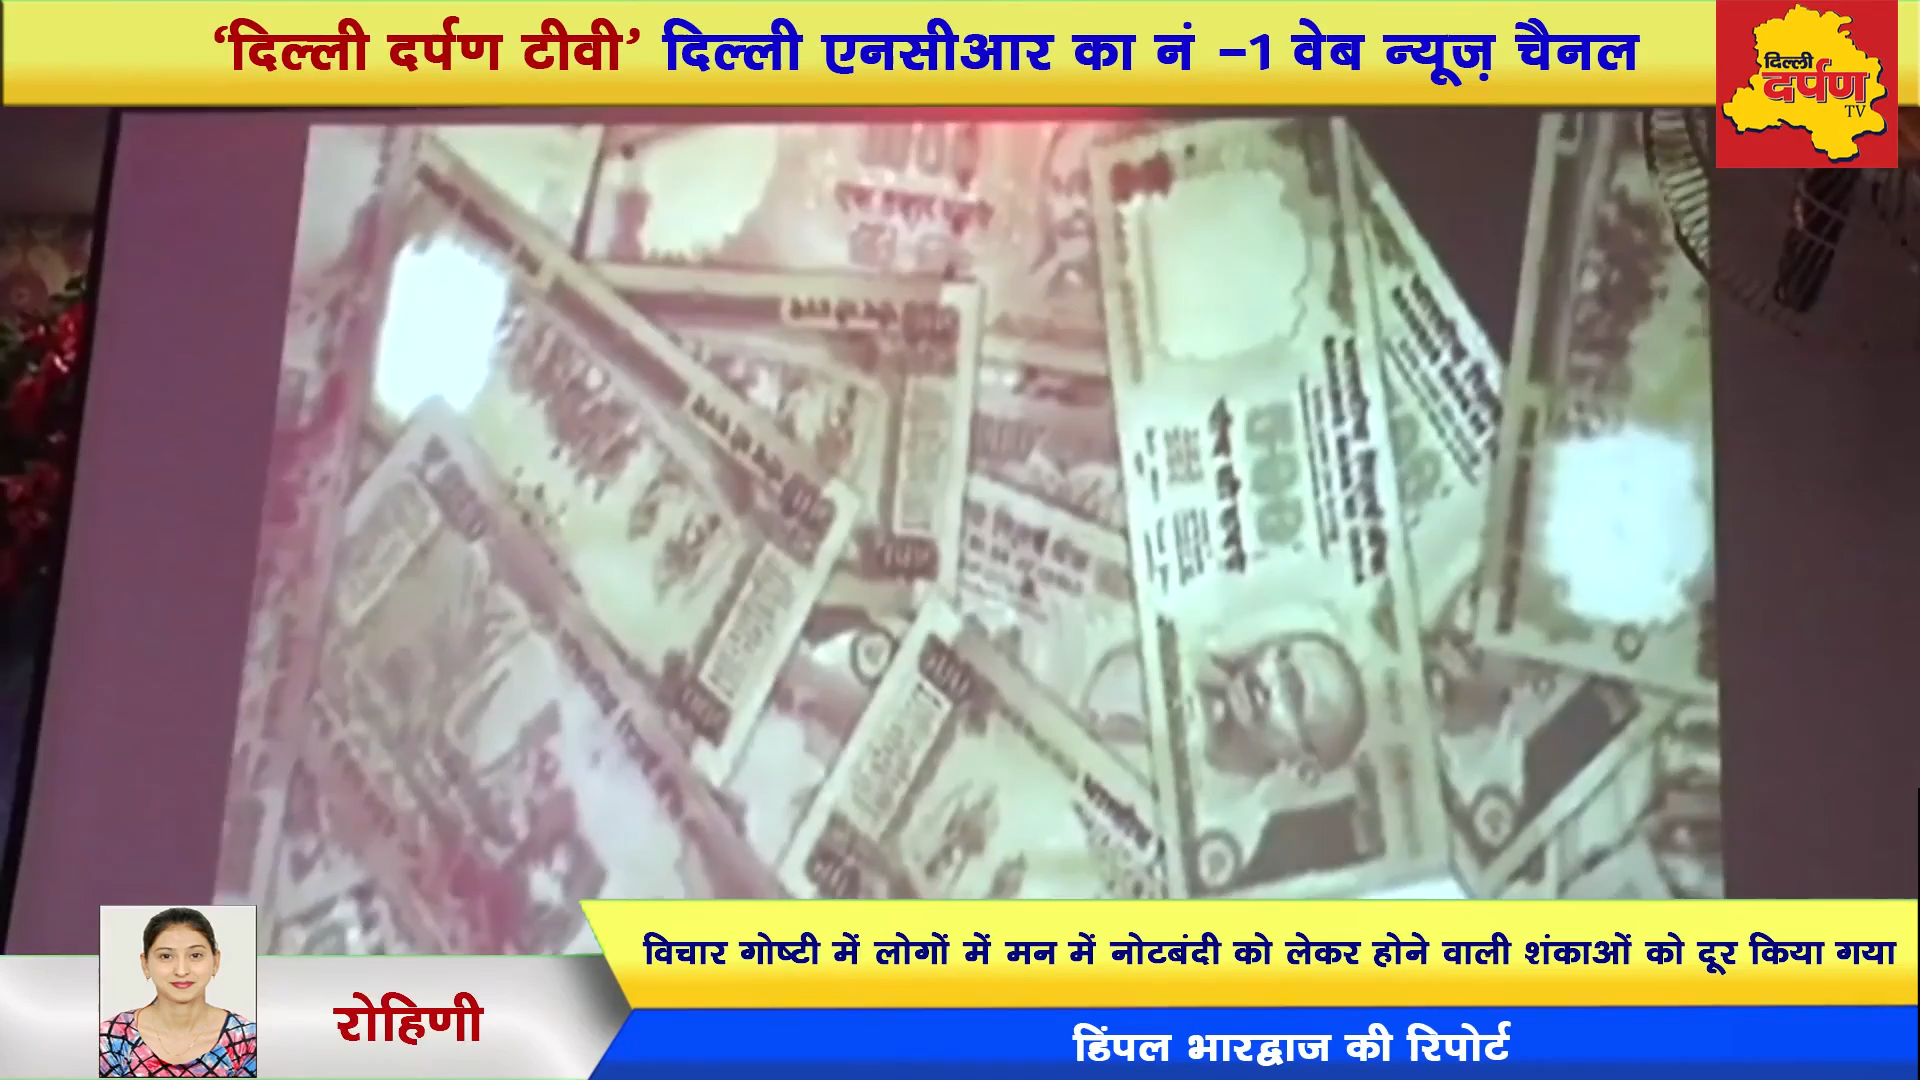 ‘दिल्ली दर्पण टीवी’ दिल्ली एनसीआर का नं -1 वेब न्यूज़ चैनल
दिल्ली
दर्पण
TV
विचार गोष्टी में लोगों में मन में नोटबंदी को लेकर होने वाली शंकाओं को दूर किया गया
रोहिणी
डिंपल भारद्वाज की रिपोर्ट